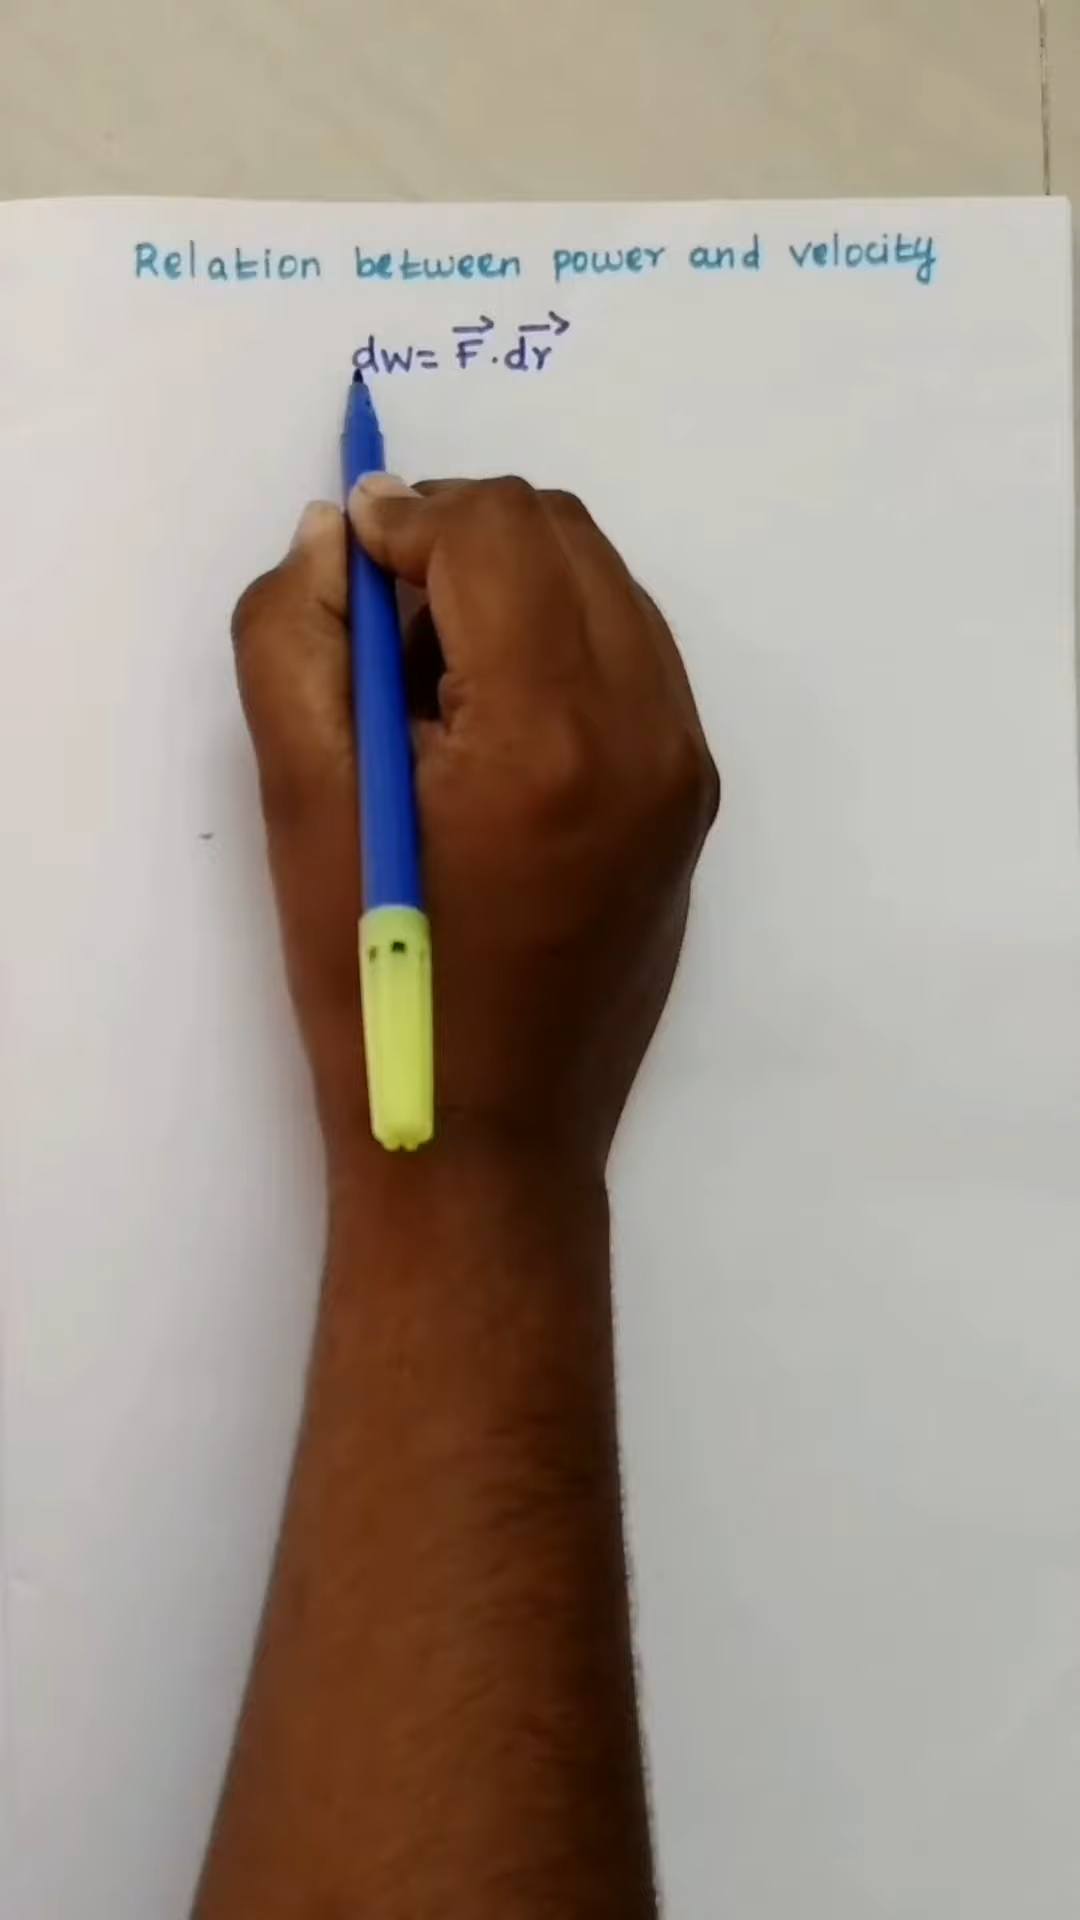 Relation between power and velocity
dw= F⃗.dr⃗